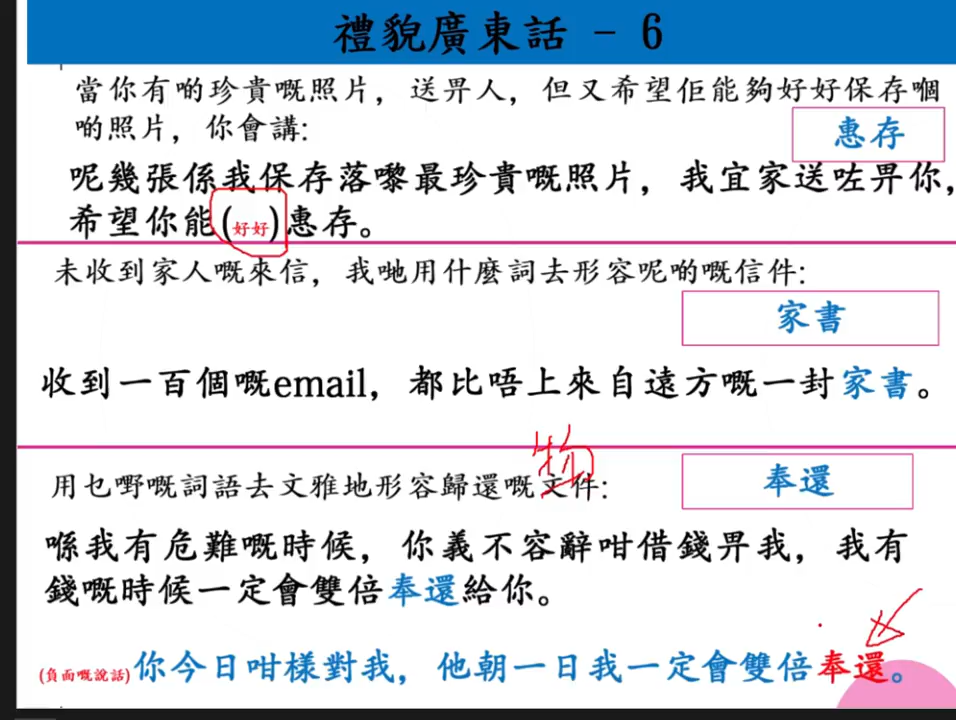 禮貌廣東話 - 6
當你有啲珍貴嘅照片，送畀人，但又希望佢能夠好好保存嗰
啲照片，你會講:
惠存
呢幾張係我保存落嚟最珍貴嘅照片，我宜家送咗畀你，
希望你能(好好)惠存。
未收到家人嘅來信，我哋用什麼詞去形容呢啲嘅信件:
家書
收到一百個嘅email，都比唔上來自遠方嘅一封家書。
物
用乜嘢嘅詞語去文雅地形容歸還嘅文件:
奉還
喺我有危難嘅時候，你義不容辭咁借錢畀我，我有
錢嘅時候一定會雙倍奉還給你。
(負面嘅說話)你今日咁樣對我，他朝一日我一定會雙倍奉還。